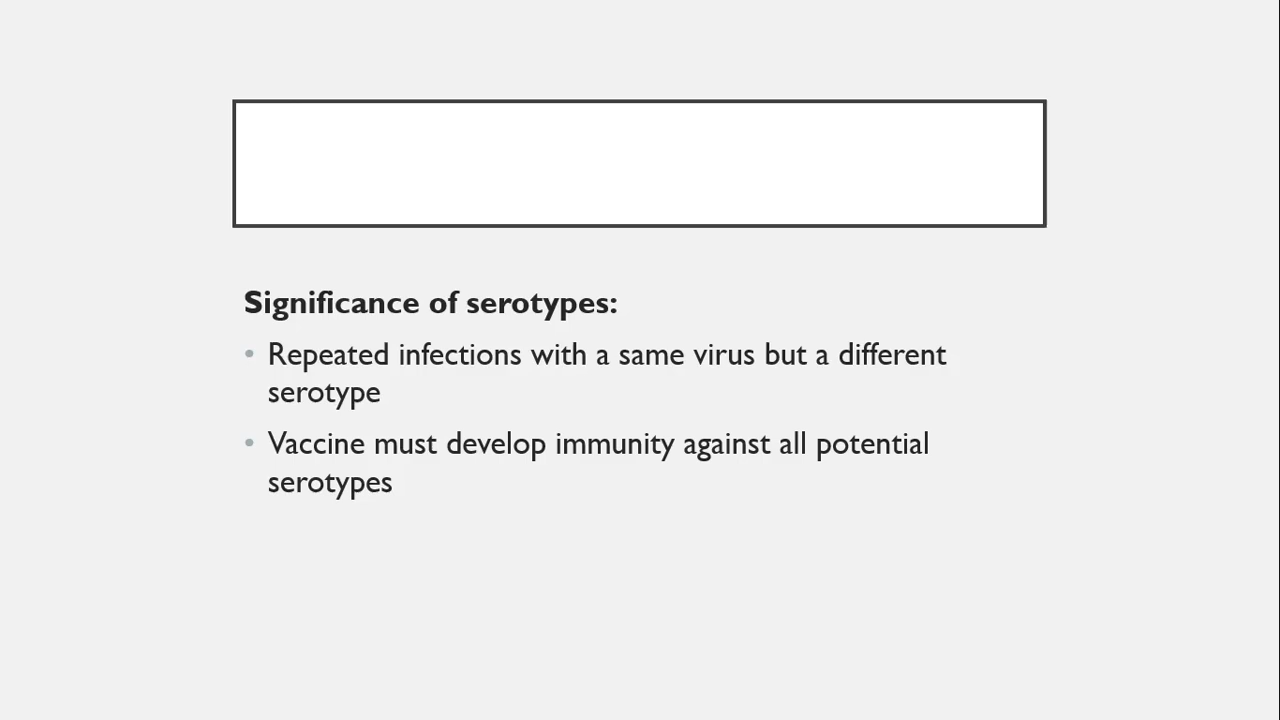 Significance of serotypes:
• Repeated infections with a same virus but a different
serotype
• Vaccine must develop immunity against all potential
serotypes